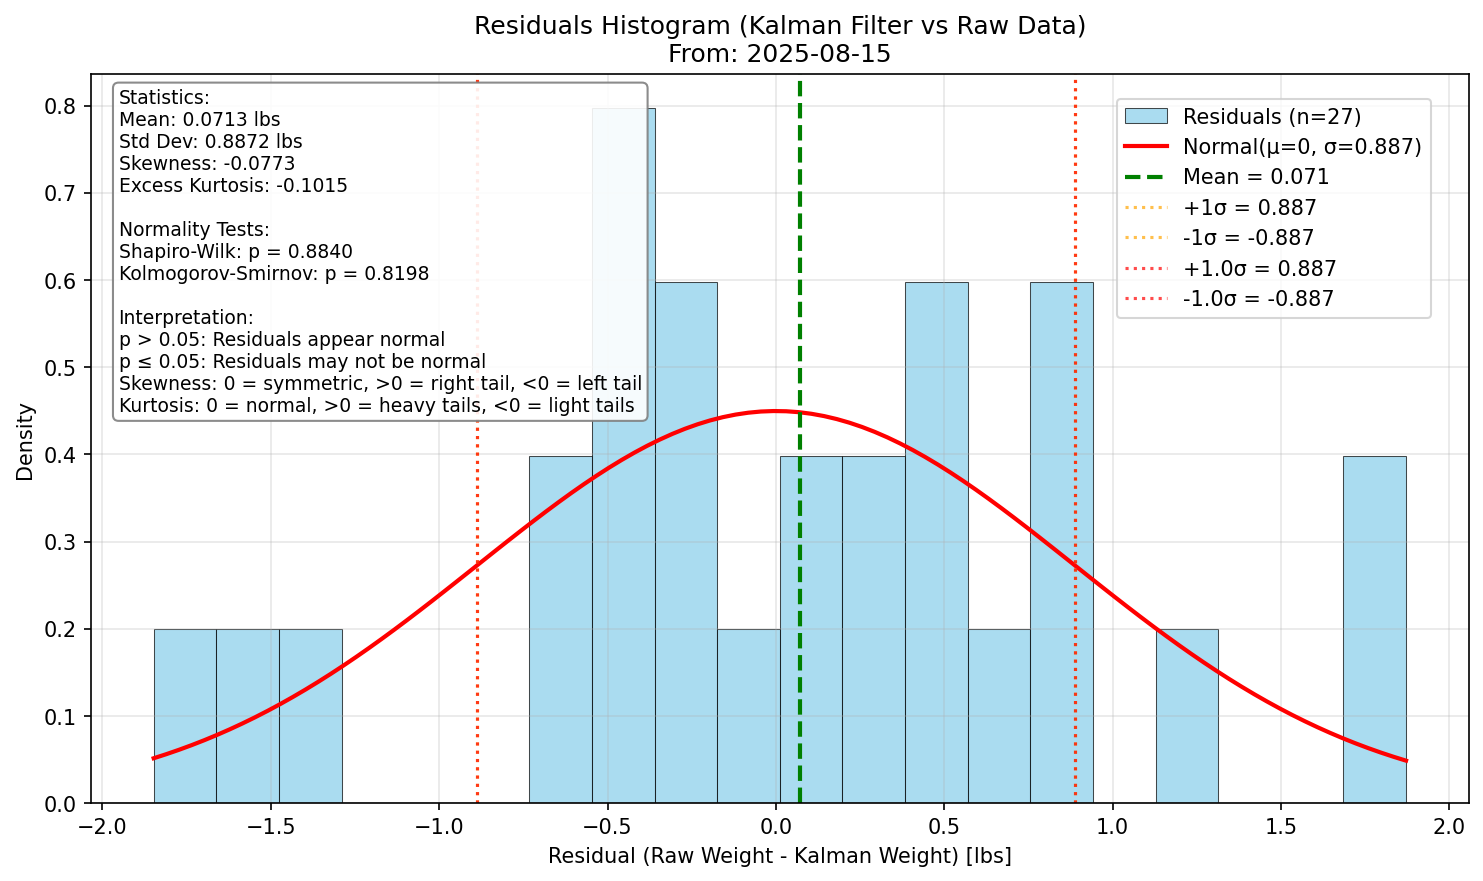 Residuals Histogram (Kalman Filter vs Raw Data)
From: 2025-08-15
Statistics:
Mean: 0.0713 lbs
Std Dev: 0.8872 lbs
Skewness: -0.0773
Excess Kurtosis: -0.1015
Normality Tests:
Shapiro-Wilk: p = 0.8840
Kolmogorov-Smirnov: p = 0.8198
Interpretation:
p > 0.05: Residuals appear normal
p ≤ 0.05: Residuals may not be normal
Skewness: 0 = symmetric, >0 = right tail, <0 = left tail
Kurtosis: 0 = normal, >0 = heavy tails, <0 = light tails
Residuals (n=27)
Normal(μ=0, σ=0.887)
Mean = 0.071
+1σ = 0.887
-1σ = -0.887
+1.0σ = 0.887
-1.0σ = -0.887
Density
0.8
0.7
0.6
0.5
0.4
0.3
0.2
0.1
0.0
−2.0 −1.5 −1.0 −0.5 0.0 0.5 1.0 1.5 2.0
Residual (Raw Weight - Kalman Weight) [lbs]